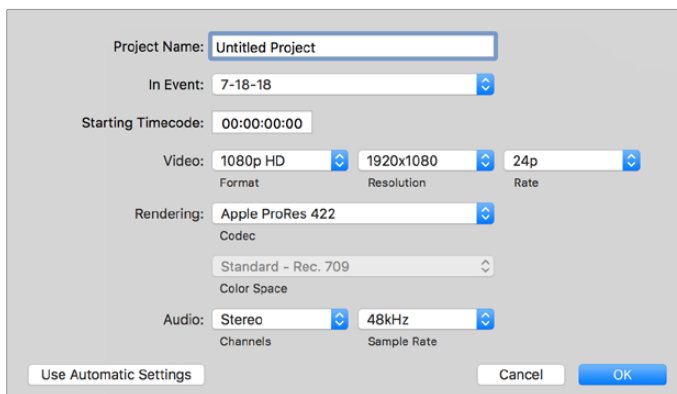 Project Name: Untitled Project
In Event: 7-18-18
Starting Timecode: 00:00:00:00
Video: 1080p HD 1920x1080 24p
Format Resolution Rate
Rendering: Apple ProRes 422
Codec
Standard - Rec. 709
Color Space
Audio: Stereo 48kHz
Channels Sample Rate
Use Automatic Settings Cancel OK